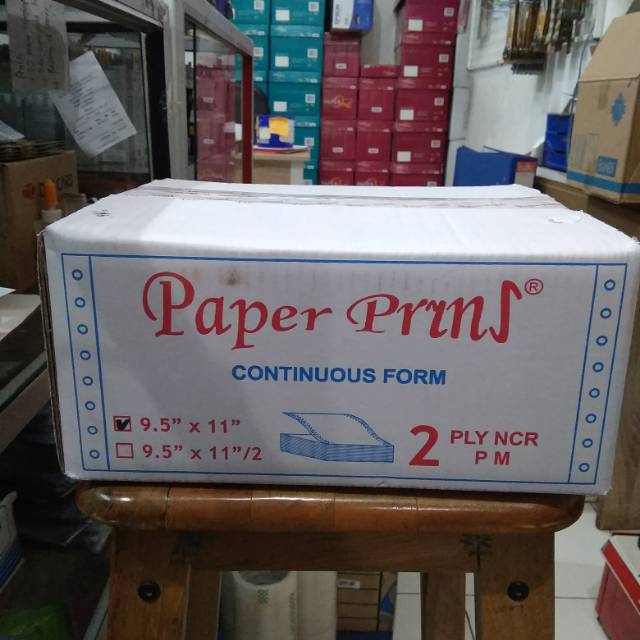 Paper Prins®
CONTINUOUS FORM
9.5" x 11"
9.5" x 11"/2
2 PLY NCR
P M